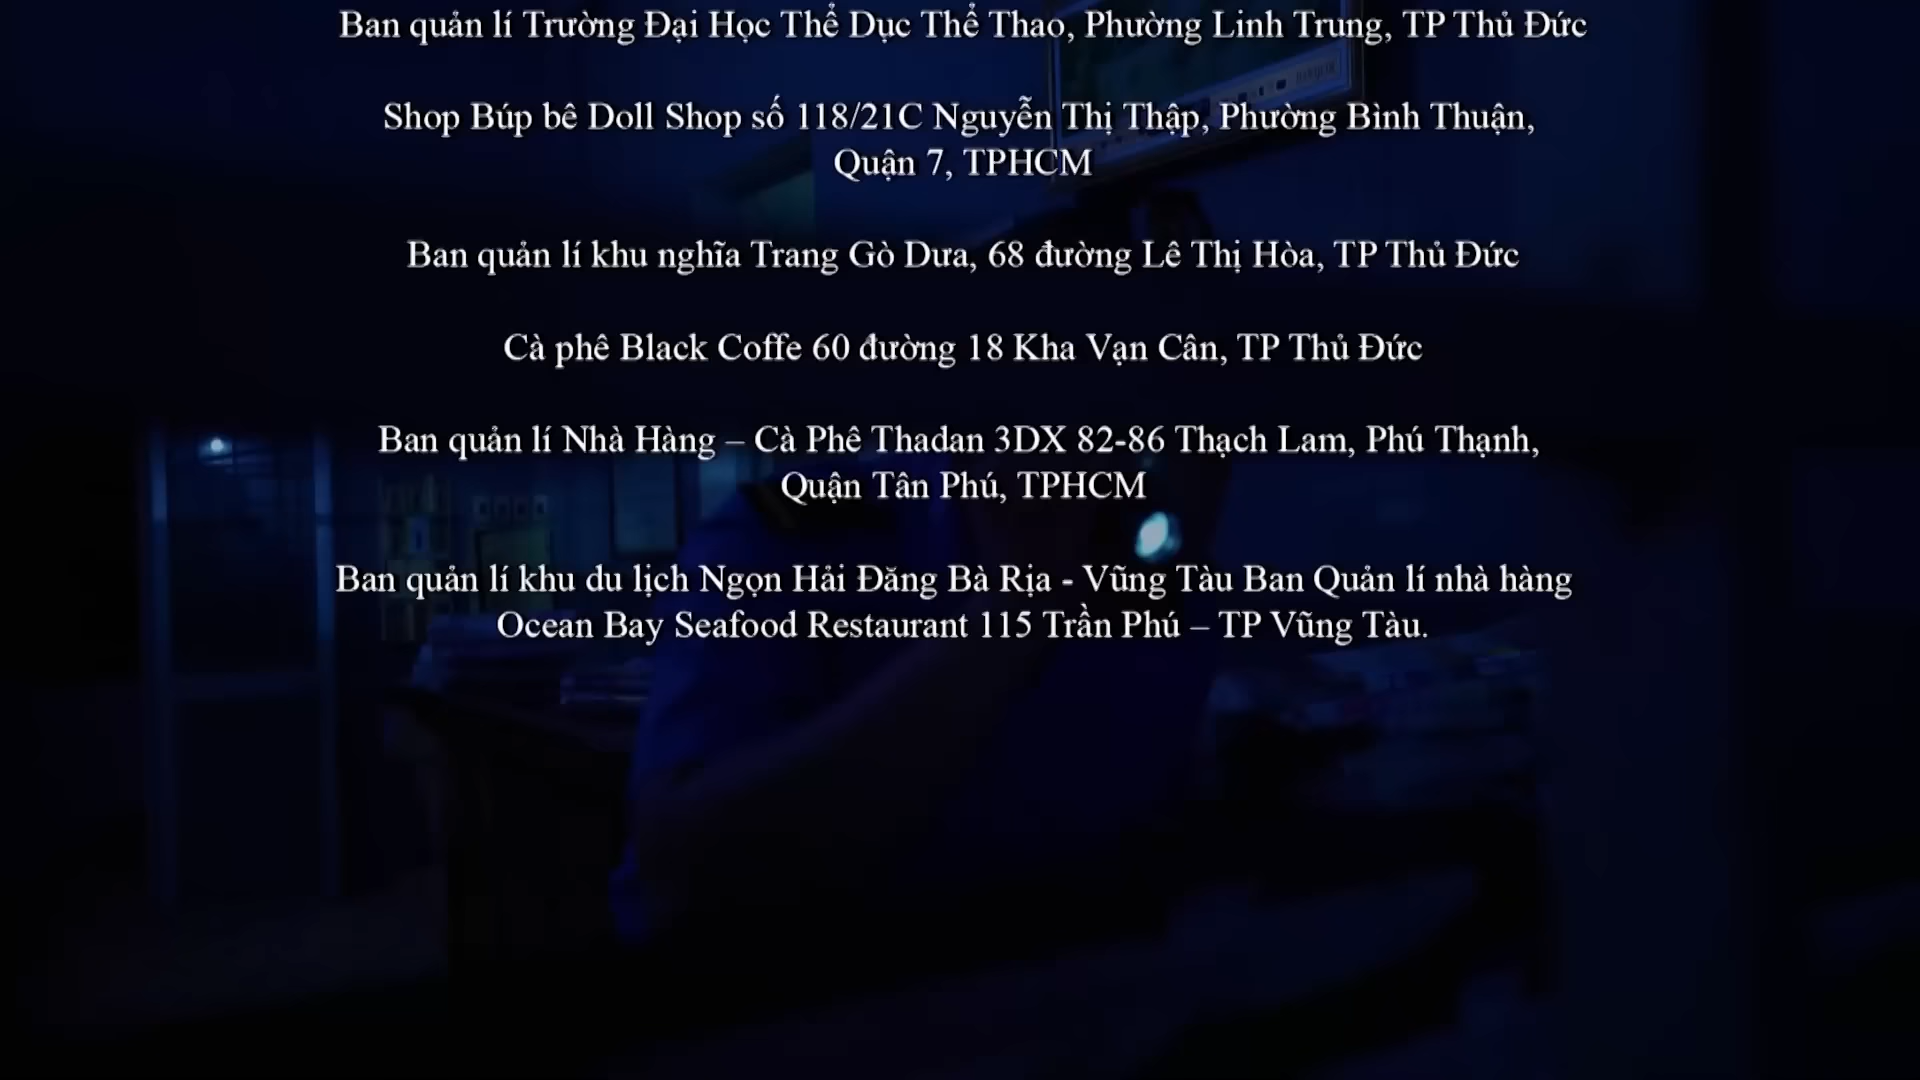 Ban quản lí Trường Đại Học Thể Dục Thể Thao, Phường Linh Trung, TP Thủ Đức
Shop Búp bê Doll Shop số 118/21C Nguyễn Thị Thập, Phường Bình Thuận,
Quận 7, TPHCM
Ban quản lí khu nghĩa Trang Gò Dưa, 68 đường Lê Thị Hòa, TP Thủ Đức
Cà phê Black Coffe 60 đường 18 Kha Vạn Cân, TP Thủ Đức
Ban quản lí Nhà Hàng – Cà Phê Thadan 3DX 82-86 Thạch Lam, Phú Thạnh,
Quận Tân Phú, TPHCM
Ban quản lí khu du lịch Ngọn Hải Đăng Bà Rịa - Vũng Tàu Ban Quản lí nhà hàng
Ocean Bay Seafood Restaurant 115 Trần Phú – TP Vũng Tàu.